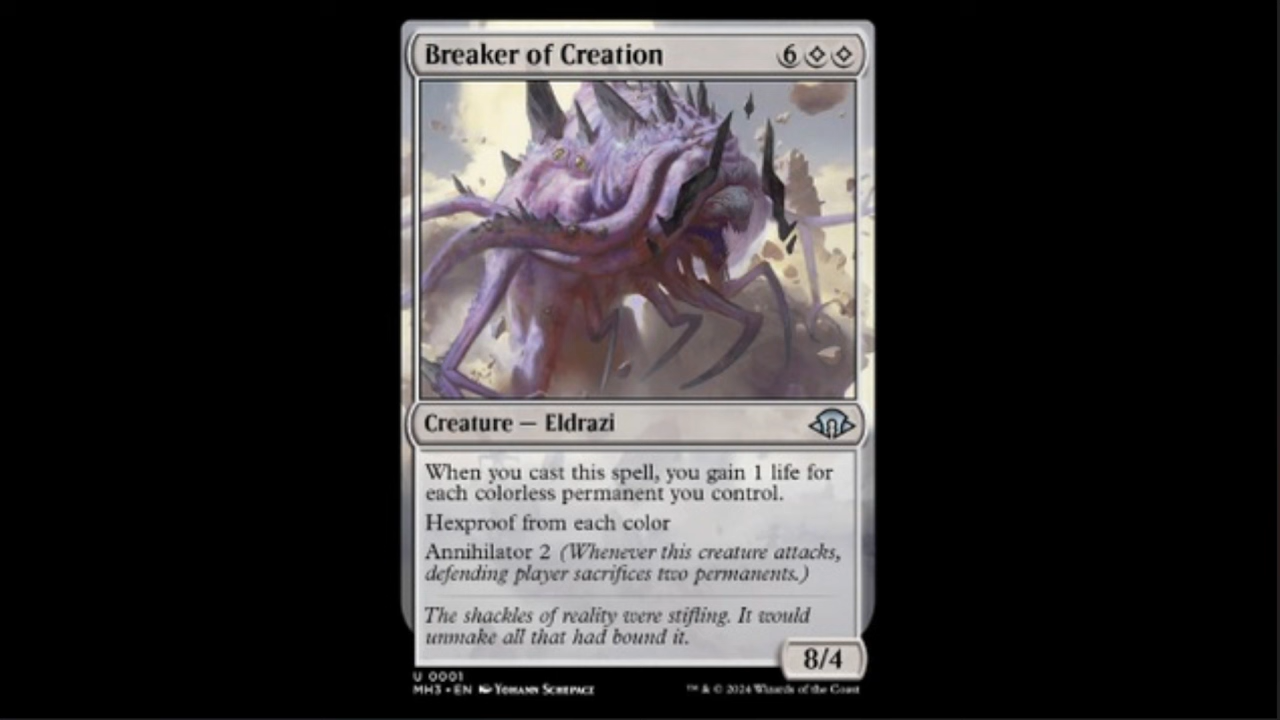 Breaker of Creation 6
Creature — Eldrazi
When you cast this spell, you gain 1 life for
each colorless permanent you control.
Hexproof from each color
Annihilator 2 (Whenever this creature attacks,
defending player sacrifices two permanents.)
The shackles of reality were stifling. It would
unmake all that had bound it.
8/4
U 0001
MH3 • EN Yohann Schepacz
™ & © 2024 Wizards of the Coast